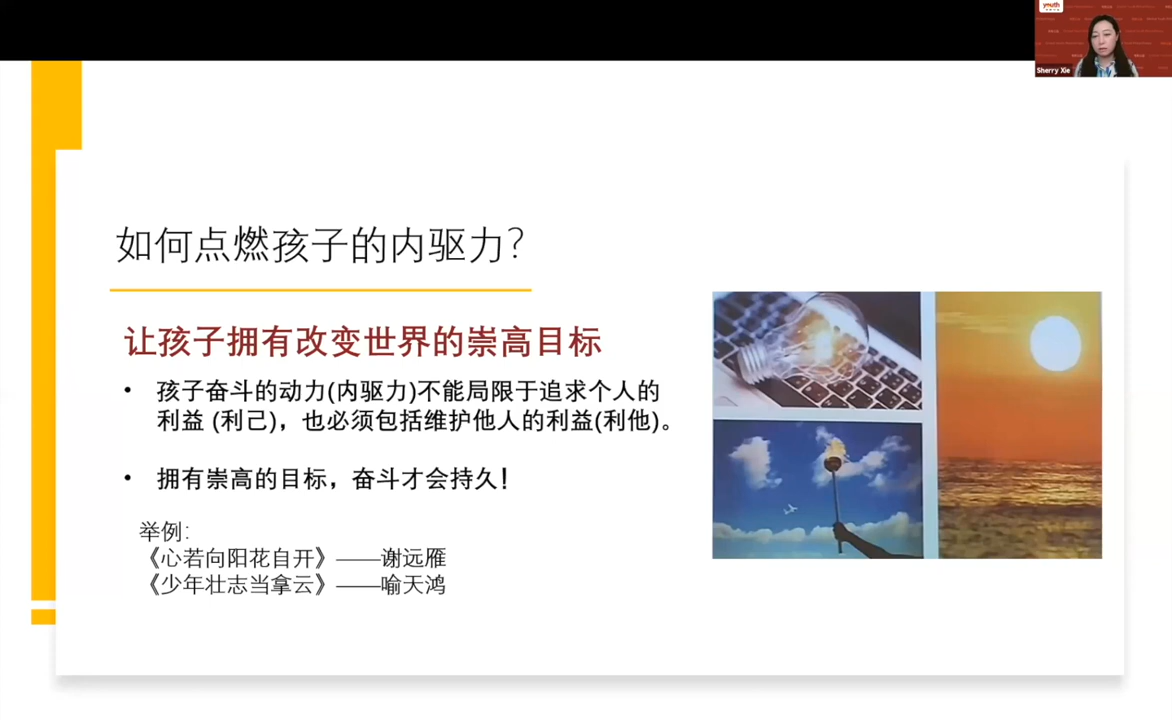 youth
Sherry Xie
如何点燃孩子的内驱力?
让孩子拥有改变世界的崇高目标
• 孩子奋斗的动力(内驱力)不能局限于追求个人的
利益 (利己)，也必须包括维护他人的利益(利他)。
• 拥有崇高的目标，奋斗才会持久！
举例:
《心若向阳花自开》——谢远雁
《少年壮志当拿云》——喻天鸿